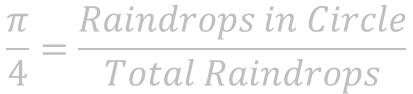 π/4 = Raindrops in Circle/Total Raindrops